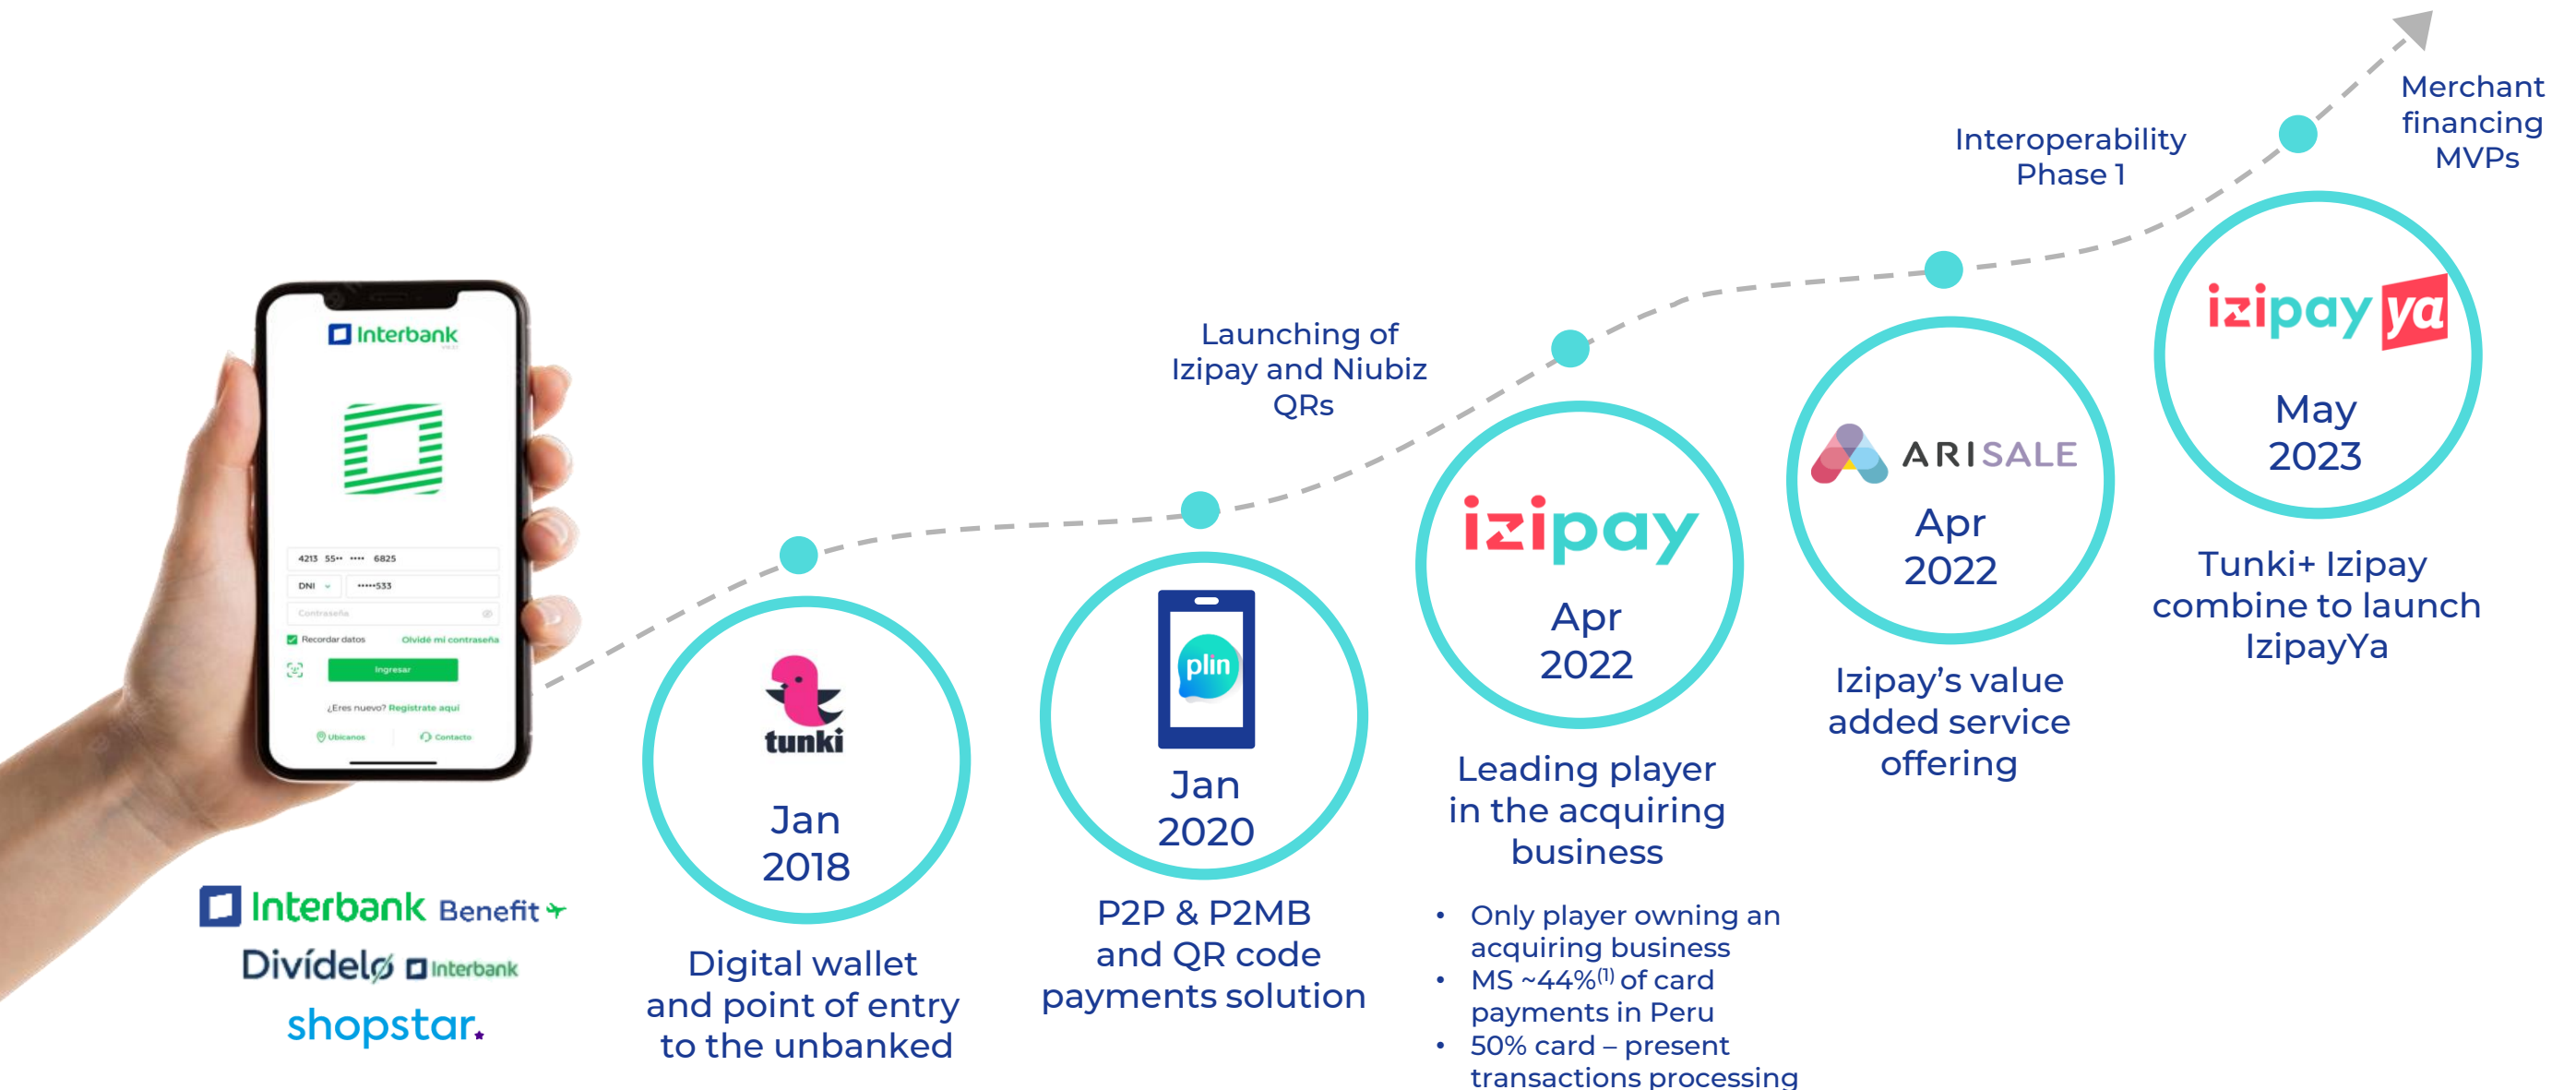 Interbank
4213 55•• •••• 6825
DNI •••••533
Contraseña
Recordar datos Olvidé mi contraseña
Ingresar
¿Eres nuevo? Regístrate aquí
Ubícanos Contacto
Interbank Benefit
Divídelo Interbank
shopstar
tunki
Jan
2018
Digital wallet
and point of entry
to the unbanked
plin
Jan
2020
P2P & P2MB
and QR code
payments solution
Launching of
Izipay and Niubiz
QRs
izipay
Apr
2022
Leading player
in the acquiring
business
• Only player owning an
acquiring business
• MS ~44%(1) of card
payments in Peru
• 50% card – present
transactions processing
ARISALE
Apr
2022
Izipay’s value
added service
offering
Interoperability
Phase 1
izipay ya
May
2023
Tunki+ Izipay
combine to launch
IzipayYa
Merchant
financing
MVPs